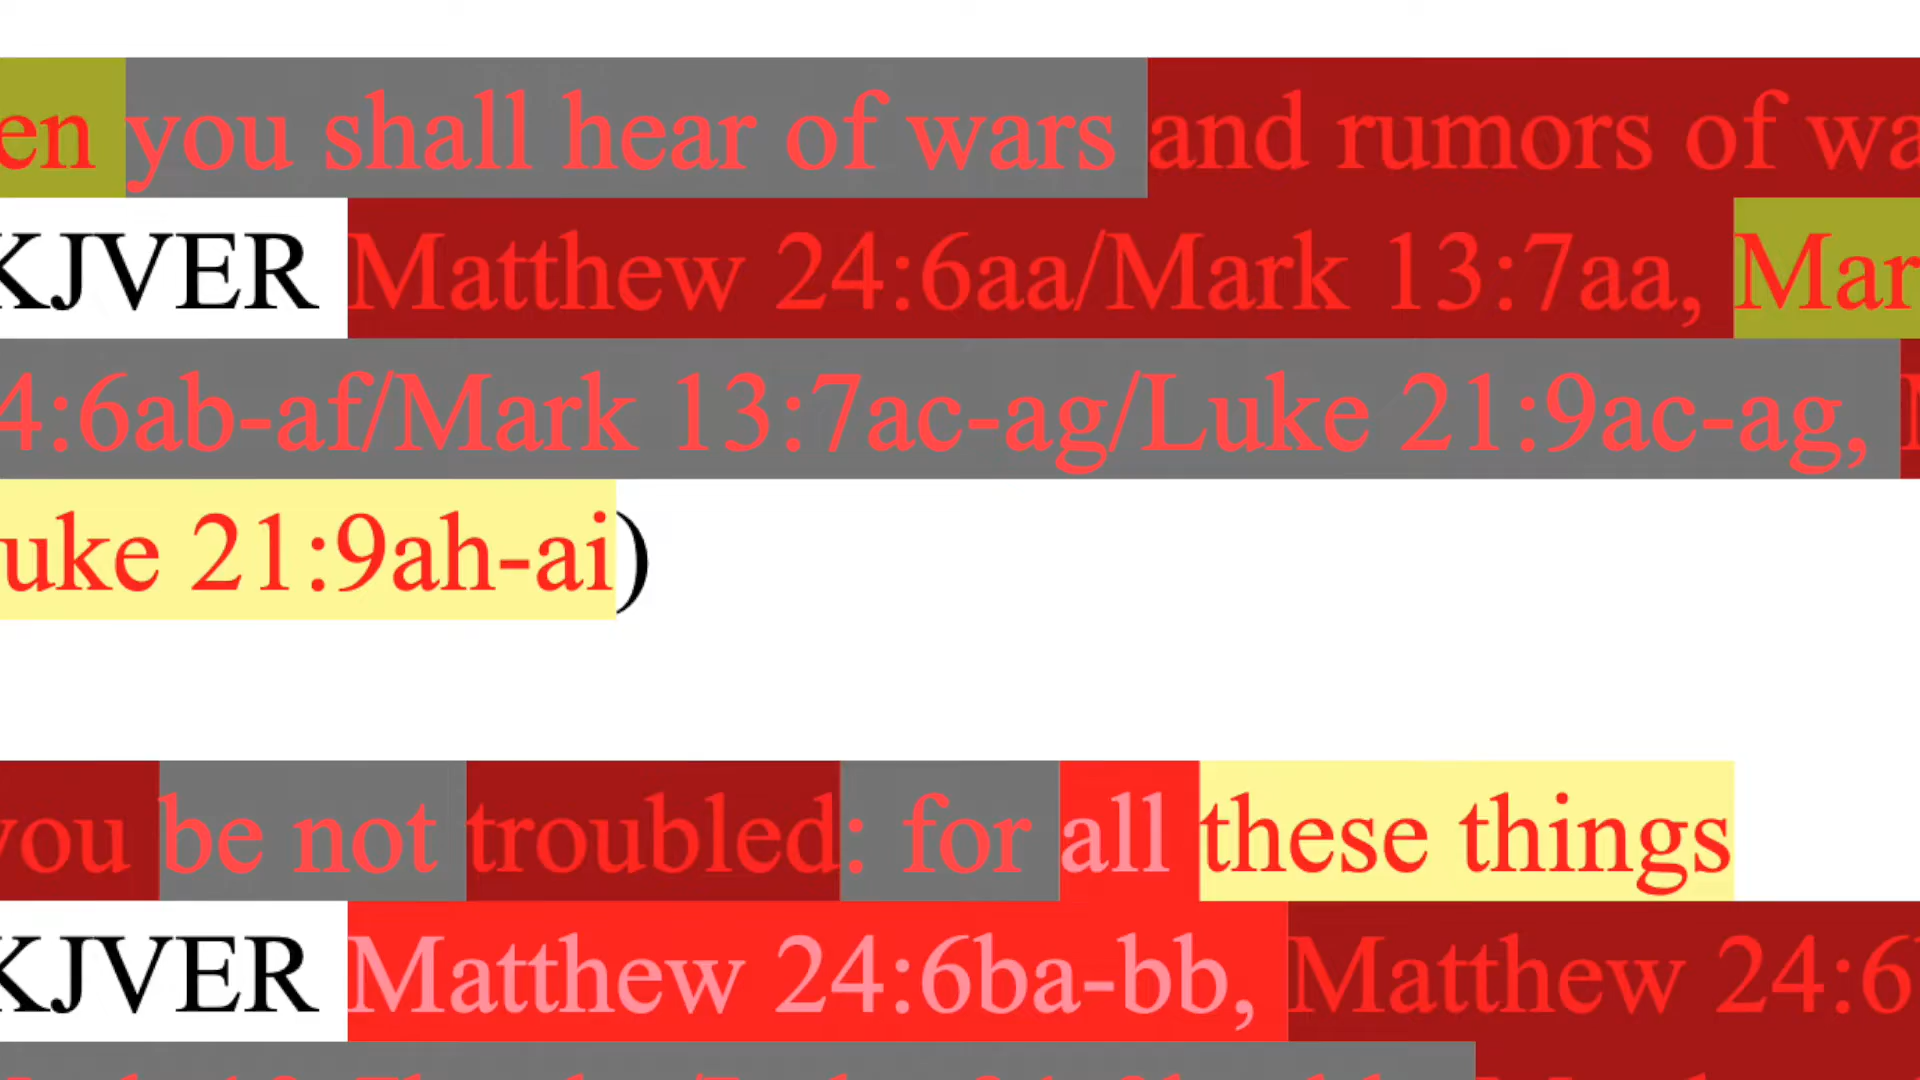 en you shall hear of wars and rumors of wa
KJVER Matthew 24:6aa/Mark 13:7aa, Mar
4:6ab-af/Mark 13:7ac-ag/Luke 21:9ac-ag,
uke 21:9ah-ai)
you be not troubled: for all these things
KJVER Matthew 24:6ba-bb, Matthew 24:6